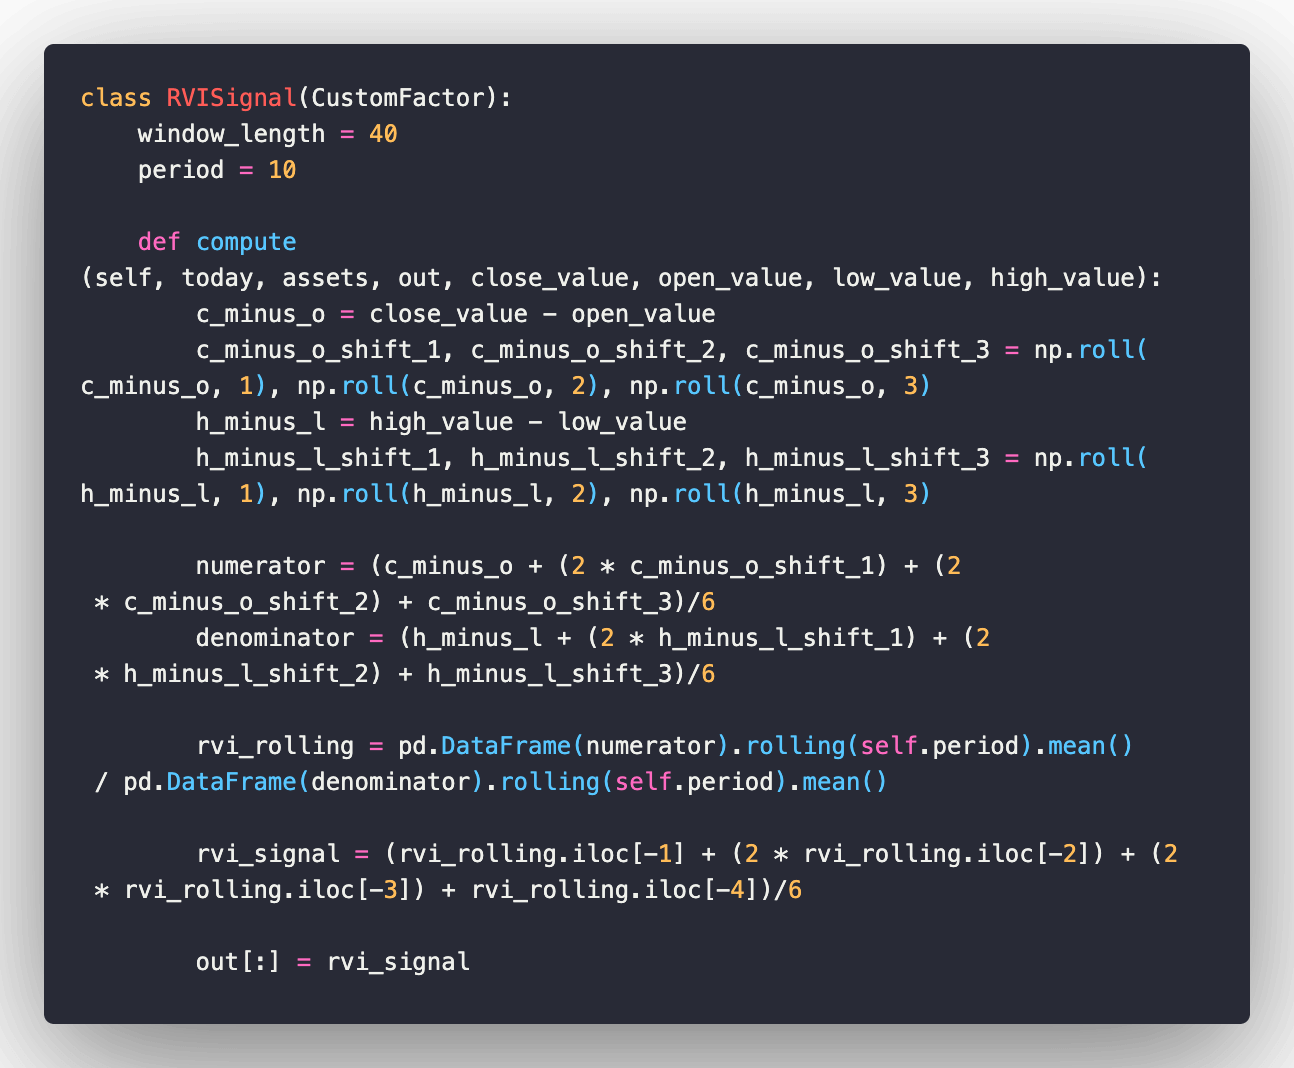 class RVISignal(CustomFactor):
    window_length = 40
    period = 10

    def compute
(self, today, assets, out, close_value, open_value, low_value, high_value):
        c_minus_o = close_value - open_value
        c_minus_o_shift_1, c_minus_o_shift_2, c_minus_o_shift_3 = np.roll(
c_minus_o, 1), np.roll(c_minus_o, 2), np.roll(c_minus_o, 3)
        h_minus_l = high_value - low_value
        h_minus_l_shift_1, h_minus_l_shift_2, h_minus_l_shift_3 = np.roll(
h_minus_l, 1), np.roll(h_minus_l, 2), np.roll(h_minus_l, 3)

        numerator = (c_minus_o + (2 * c_minus_o_shift_1) + (2
 * c_minus_o_shift_2) + c_minus_o_shift_3)/6
        denominator = (h_minus_l + (2 * h_minus_l_shift_1) + (2
 * h_minus_l_shift_2) + h_minus_l_shift_3)/6

        rvi_rolling = pd.DataFrame(numerator).rolling(self.period).mean()
 / pd.DataFrame(denominator).rolling(self.period).mean()

        rvi_signal = (rvi_rolling.iloc[-1] + (2 * rvi_rolling.iloc[-2]) + (2
 * rvi_rolling.iloc[-3]) + rvi_rolling.iloc[-4])/6

        out[:] = rvi_signal